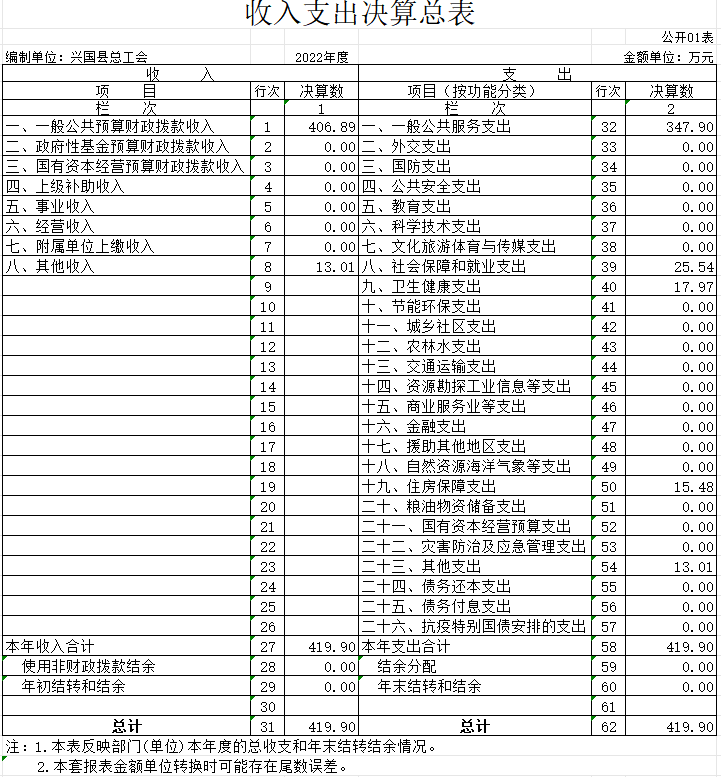 收入支出决算总表
公开01表
编制单位：兴国县总工会 2022年度 金额单位：万元
收 入 支 出
项 目 行次 决算数 项目（按功能分类） 行次 决算数
栏 次 1 栏 次 2
一、一般公共预算财政拨款收入 1 406.89 一、一般公共服务支出 32 347.90
二、政府性基金预算财政拨款收入 2 0.00 二、外交支出 33 0.00
三、国有资本经营预算财政拨款收入 3 0.00 三、国防支出 34 0.00
四、上级补助收入 4 0.00 四、公共安全支出 35 0.00
五、事业收入 5 0.00 五、教育支出 36 0.00
六、经营收入 6 0.00 六、科学技术支出 37 0.00
七、附属单位上缴收入 7 0.00 七、文化旅游体育与传媒支出 38 0.00
八、其他收入 8 13.01 八、社会保障和就业支出 39 25.54
9 九、卫生健康支出 40 17.97
10 十、节能环保支出 41 0.00
11 十一、城乡社区支出 42 0.00
12 十二、农林水支出 43 0.00
13 十三、交通运输支出 44 0.00
14 十四、资源勘探工业信息等支出 45 0.00
15 十五、商业服务业等支出 46 0.00
16 十六、金融支出 47 0.00
17 十七、援助其他地区支出 48 0.00
18 十八、自然资源海洋气象等支出 49 0.00
19 十九、住房保障支出 50 15.48
20 二十、粮油物资储备支出 51 0.00
21 二十一、国有资本经营预算支出 52 0.00
22 二十二、灾害防治及应急管理支出 53 0.00
23 二十三、其他支出 54 13.01
24 二十四、债务还本支出 55 0.00
25 二十五、债务付息支出 56 0.00
26 二十六、抗疫特别国债安排的支出 57 0.00
本年收入合计 27 419.90 本年支出合计 58 419.90
使用非财政拨款结余 28 0.00 结余分配 59 0.00
年初结转和结余 29 0.00 年末结转和结余 60 0.00
30 61
总计 31 419.90 总计 62 419.90
注：1.本表反映部门(单位)本年度的总收支和年末结转结余情况。
2.本套报表金额单位转换时可能存在尾数误差。